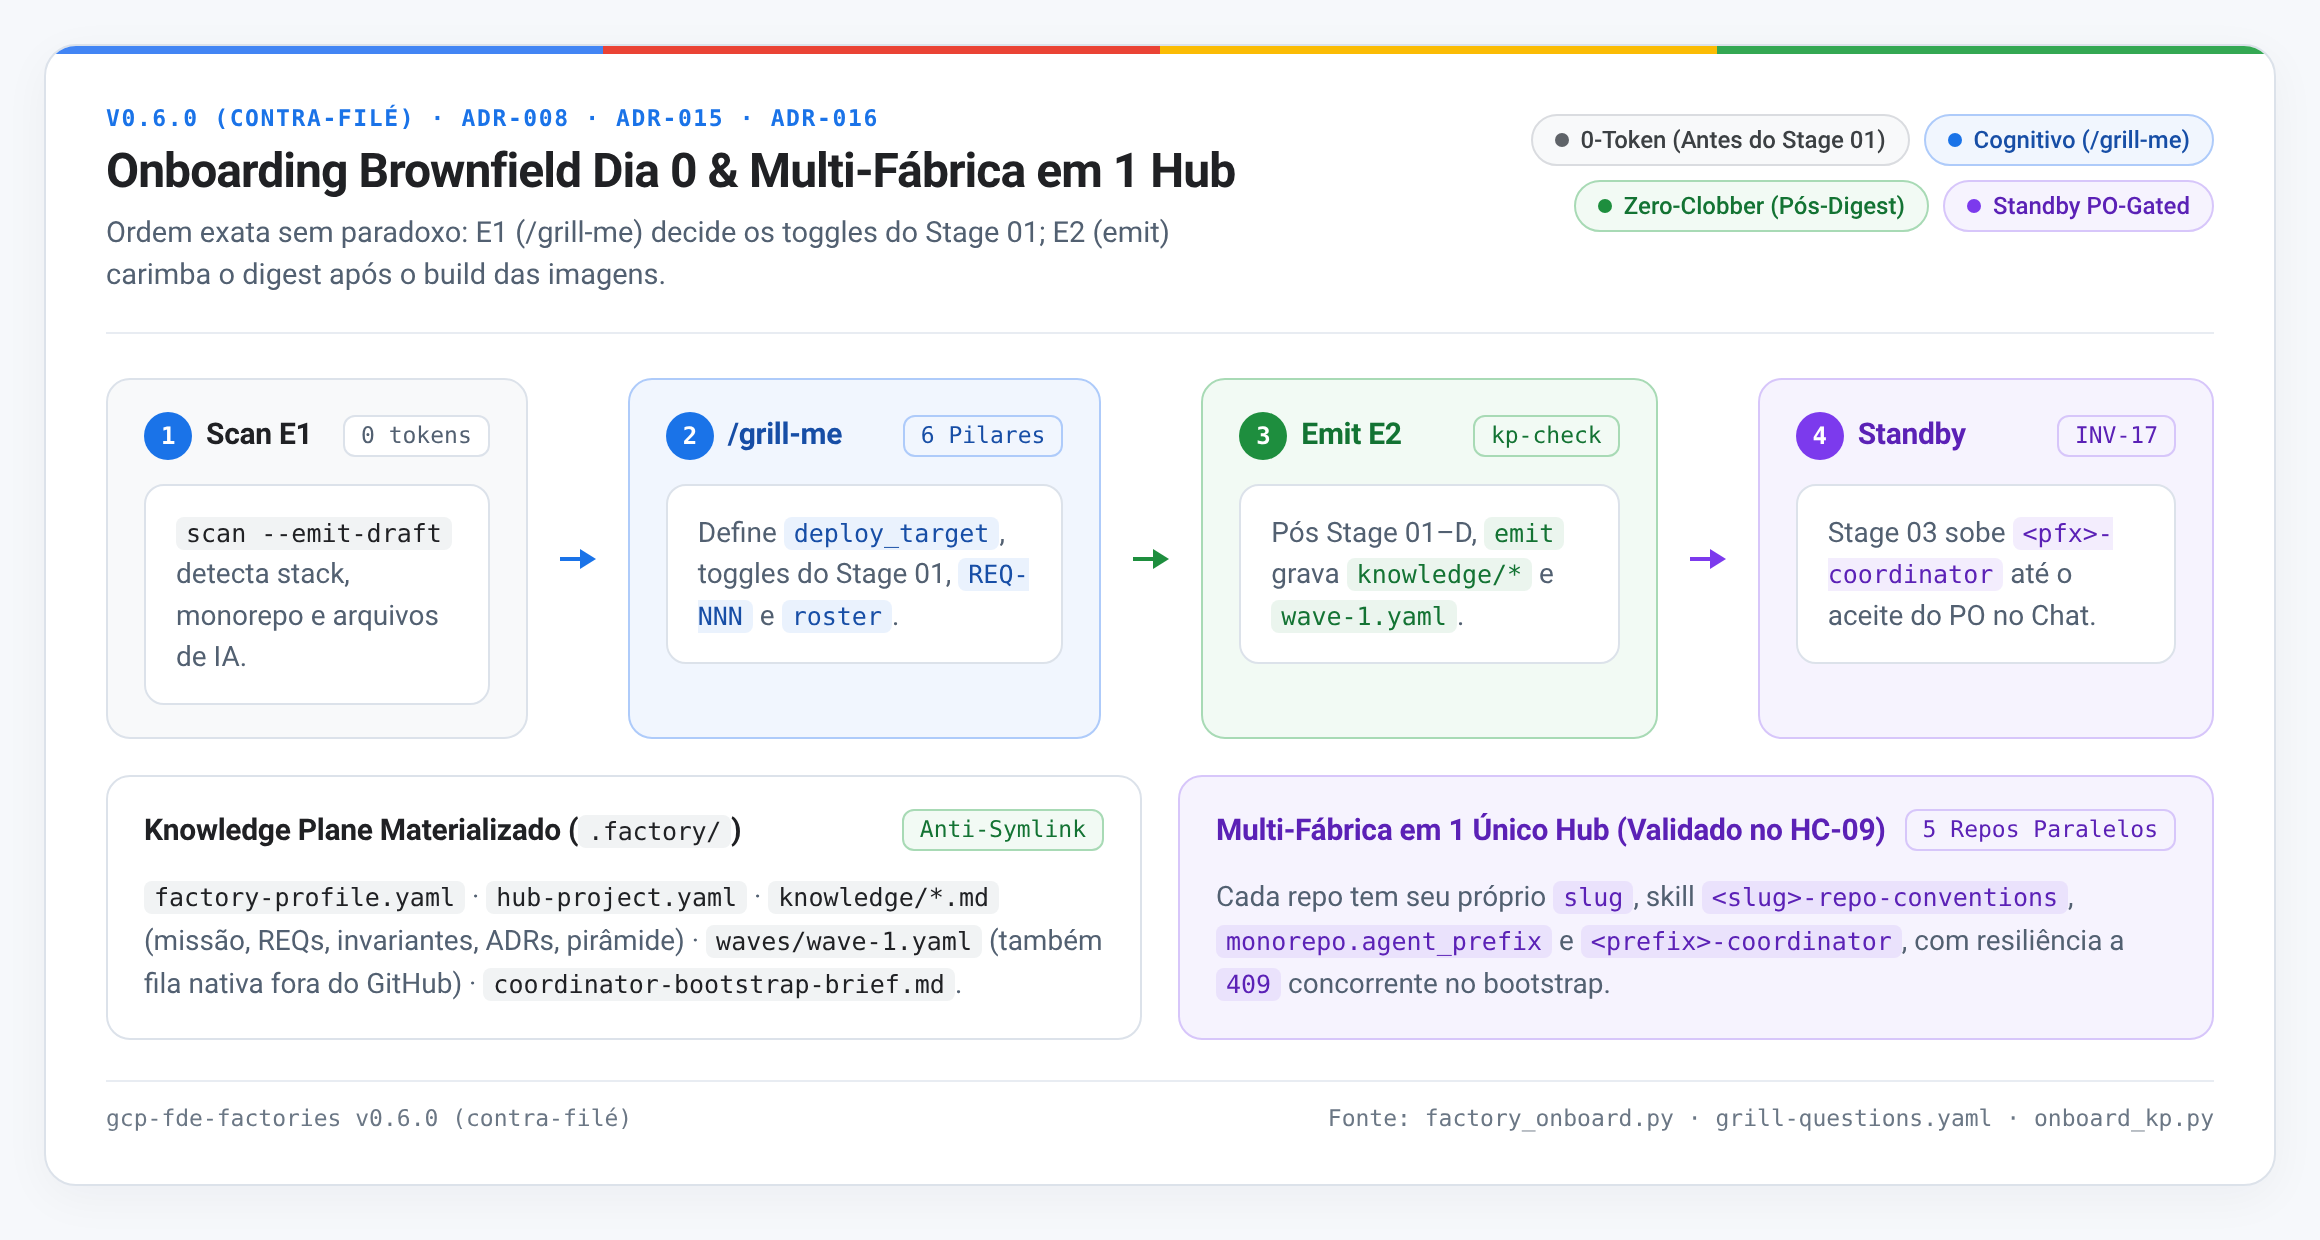 V0.6.0 (CONTRA-FILÉ) · ADR-008 · ADR-015 · ADR-016
Onboarding Brownfield Dia 0 & Multi-Fábrica em 1 Hub
Ordem exata sem paradoxo: E1 (/grill-me) decide os toggles do Stage 01; E2 (emit)
carimba o digest após o build das imagens.
0-Token (Antes do Stage 01)
Cognitivo (/grill-me)
Zero-Clobber (Pós-Digest)
Standby PO-Gated
1 Scan E1 0 tokens
scan --emit-draft
detecta stack,
monorepo e arquivos
de IA.
2 /grill-me 6 Pilares
Define deploy_target,
toggles do Stage 01, REQ-
NNN e roster.
3 Emit E2 kp-check
Pós Stage 01–D, emit
grava knowledge/* e
wave-1.yaml.
4 Standby INV-17
Stage 03 sobe <pfx>-
coordinator até o
aceite do PO no Chat.
Knowledge Plane Materializado (.factory/) Anti-Symlink
factory-profile.yaml · hub-project.yaml · knowledge/*.md
(missão, REQs, invariantes, ADRs, pirâmide) · waves/wave-1.yaml (também
fila nativa fora do GitHub) · coordinator-bootstrap-brief.md.
Multi-Fábrica em 1 Único Hub (Validado no HC-09) 5 Repos Paralelos
Cada repo tem seu próprio slug, skill <slug>-repo-conventions,
monorepo.agent_prefix e <prefix>-coordinator, com resiliência a
409 concorrente no bootstrap.
gcp-fde-factories v0.6.0 (contra-filé)
Fonte: factory_onboard.py · grill-questions.yaml · onboard_kp.py